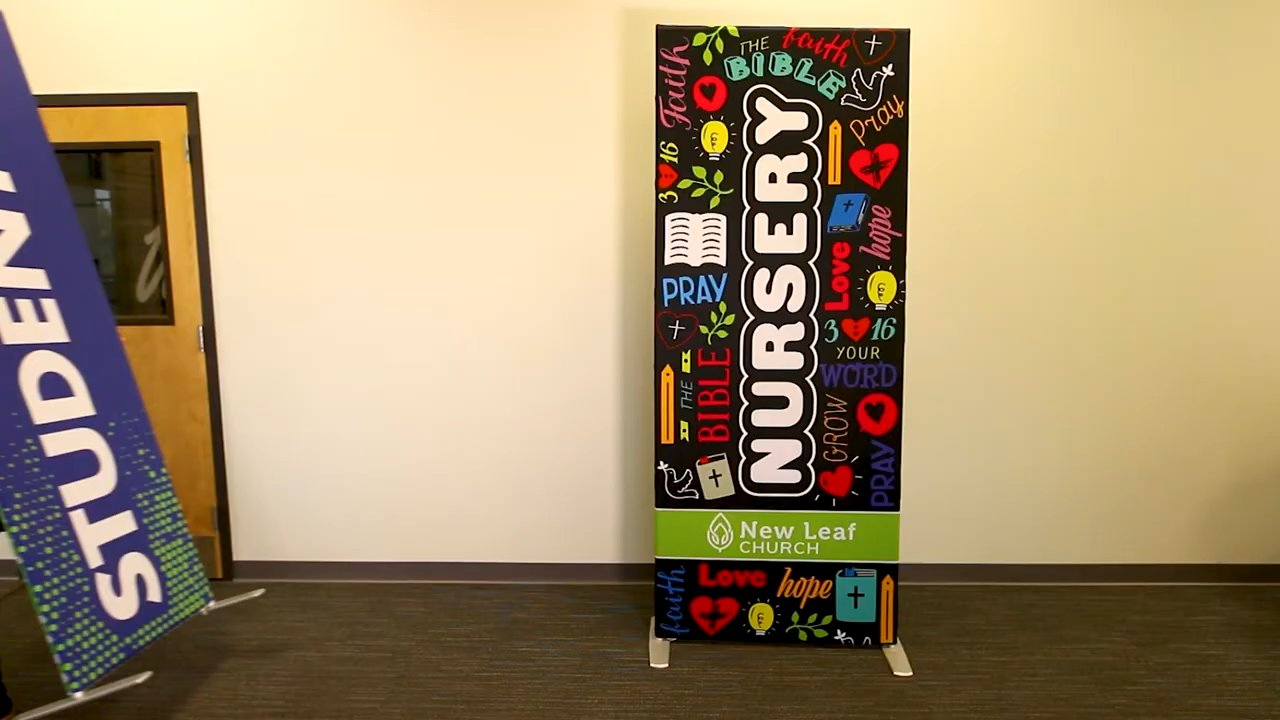 STUDENT
Faith
THE
BIBLE
faith
pray
3 16
PRAY
THE
BIBLE
NURSERY
hope
Love
3 16
YOUR
WORD
GROW
PRAY
New Leaf
CHURCH
faith
Love
hope